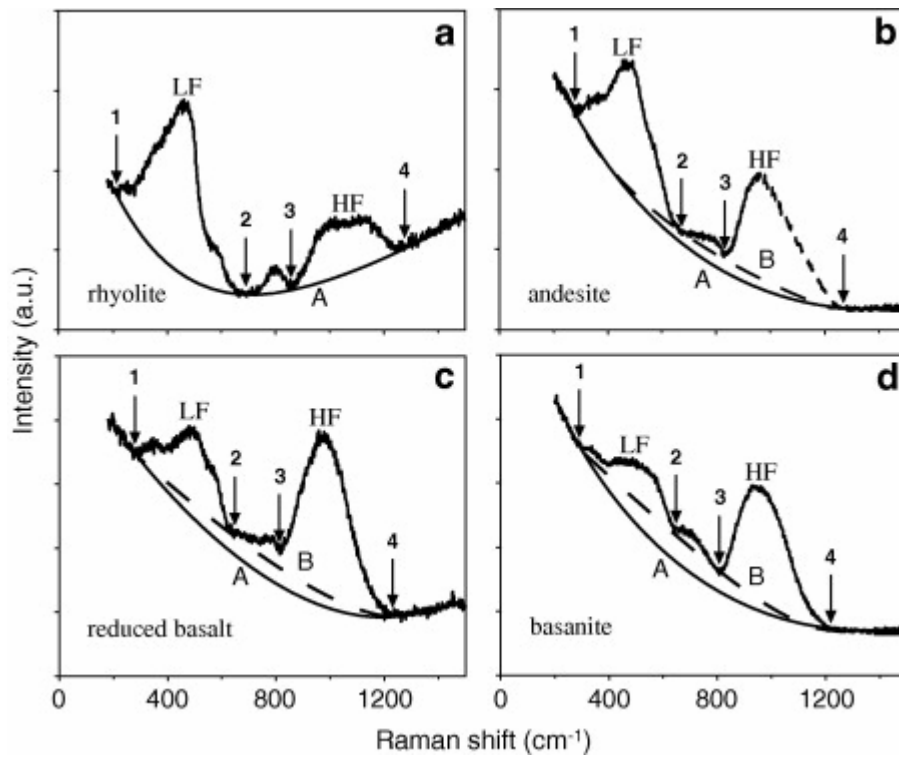 a
b
1
LF
2
3
HF
4
A
rhyolite
1
LF
2
3
HF
4
A
B
andesite
c
d
1
LF
2
3
HF
4
A
B
reduced basalt
1
LF
2
3
HF
4
A
B
basanite
Intensity (a.u.)
0 400 800 1200
0 400 800 1200
Raman shift (cm⁻¹)